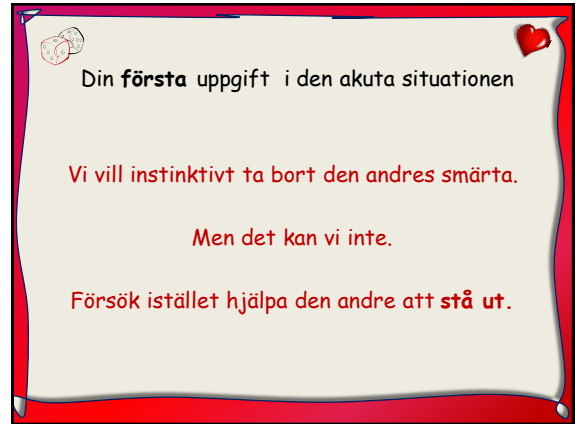 Din första uppgift i den akuta situationen
Vi vill instinktivt ta bort den andres smärta.
Men det kan vi inte.
Försök istället hjälpa den andre att stå ut.